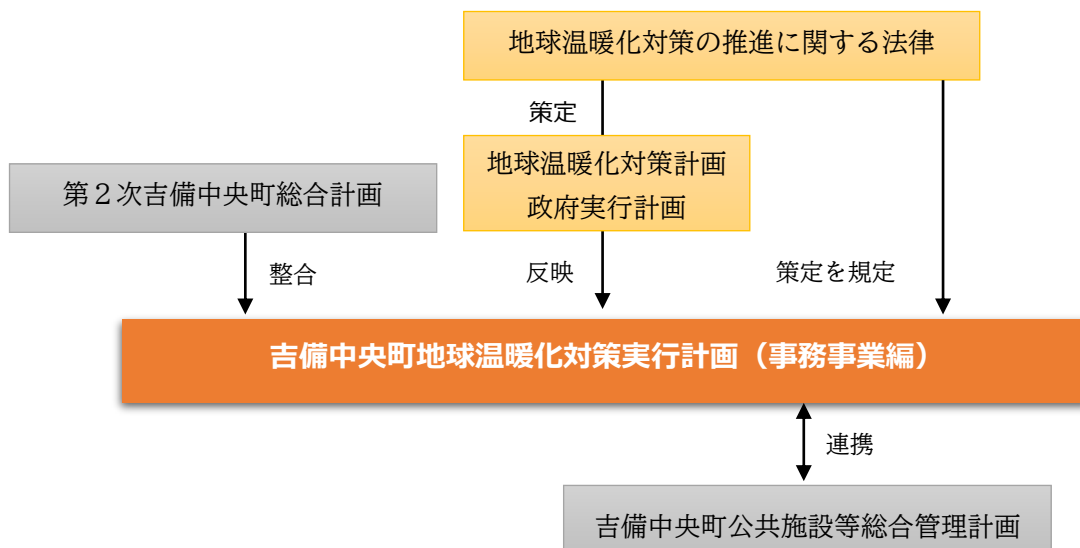 地球温暖化対策の推進に関する法律
策定
地球温暖化対策計画
政府実行計画
第２次吉備中央町総合計画
整合
反映
策定を規定
吉備中央町地球温暖化対策実行計画（事務事業編）
連携
吉備中央町公共施設等総合管理計画